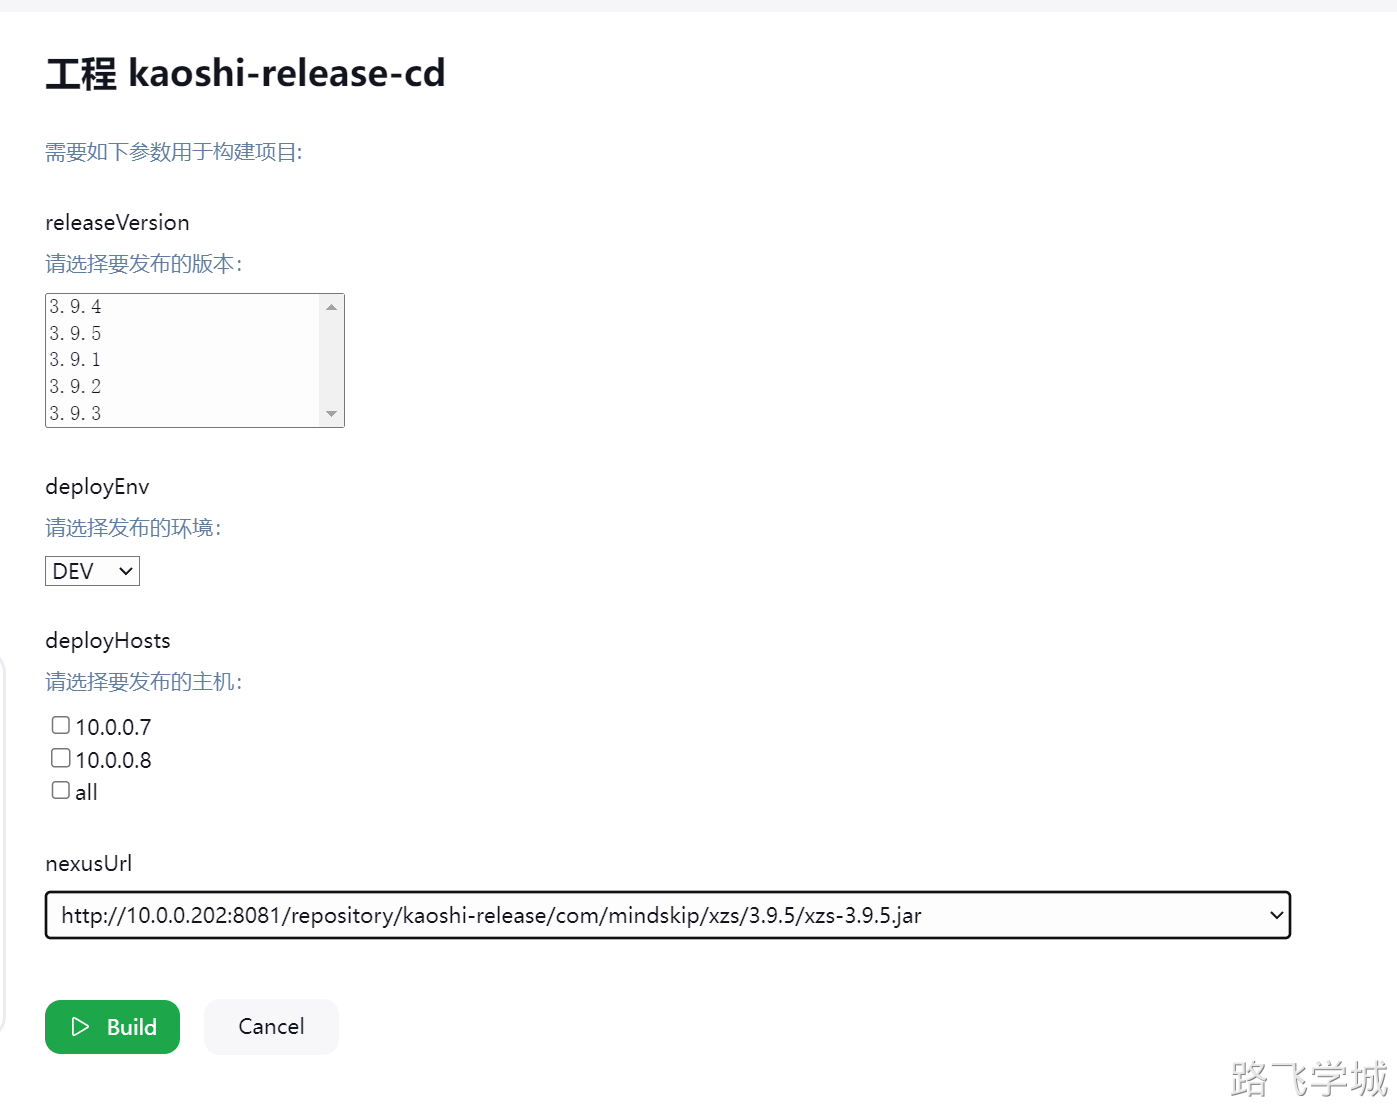 工程 kaoshi-release-cd
需要如下参数用于构建项目:
releaseVersion
请选择要发布的版本:
3.9.4
3.9.5
3.9.1
3.9.2
3.9.3
deployEnv
请选择发布的环境:
DEV
deployHosts
请选择要发布的主机:
10.0.0.7
10.0.0.8
all
nexusUrl
http://10.0.0.202:8081/repository/kaoshi-release/com/mindskip/xzs/3.9.5/xzs-3.9.5.jar
Build Cancel
路飞学城